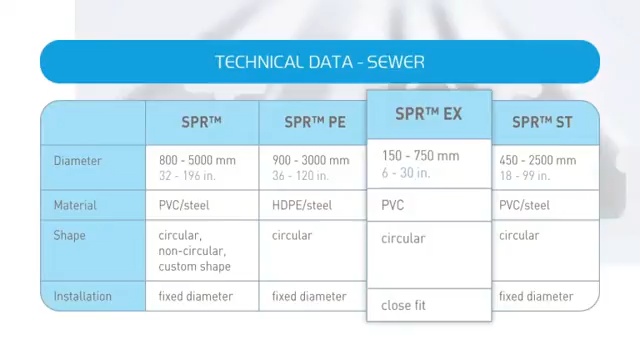 TECHNICAL DATA - SEWER
SPR™ SPR™ PE SPR™ EX SPR™ ST
Diameter 800 - 5000 mm 900 - 3000 mm 150 - 750 mm 450 - 2500 mm
32 - 196 in. 36 - 120 in. 6 - 30 in. 18 - 99 in.
Material PVC/steel HDPE/steel PVC PVC/steel
Shape circular, circular circular circular
non-circular,
custom shape
Installation fixed diameter fixed diameter close fit fixed diameter